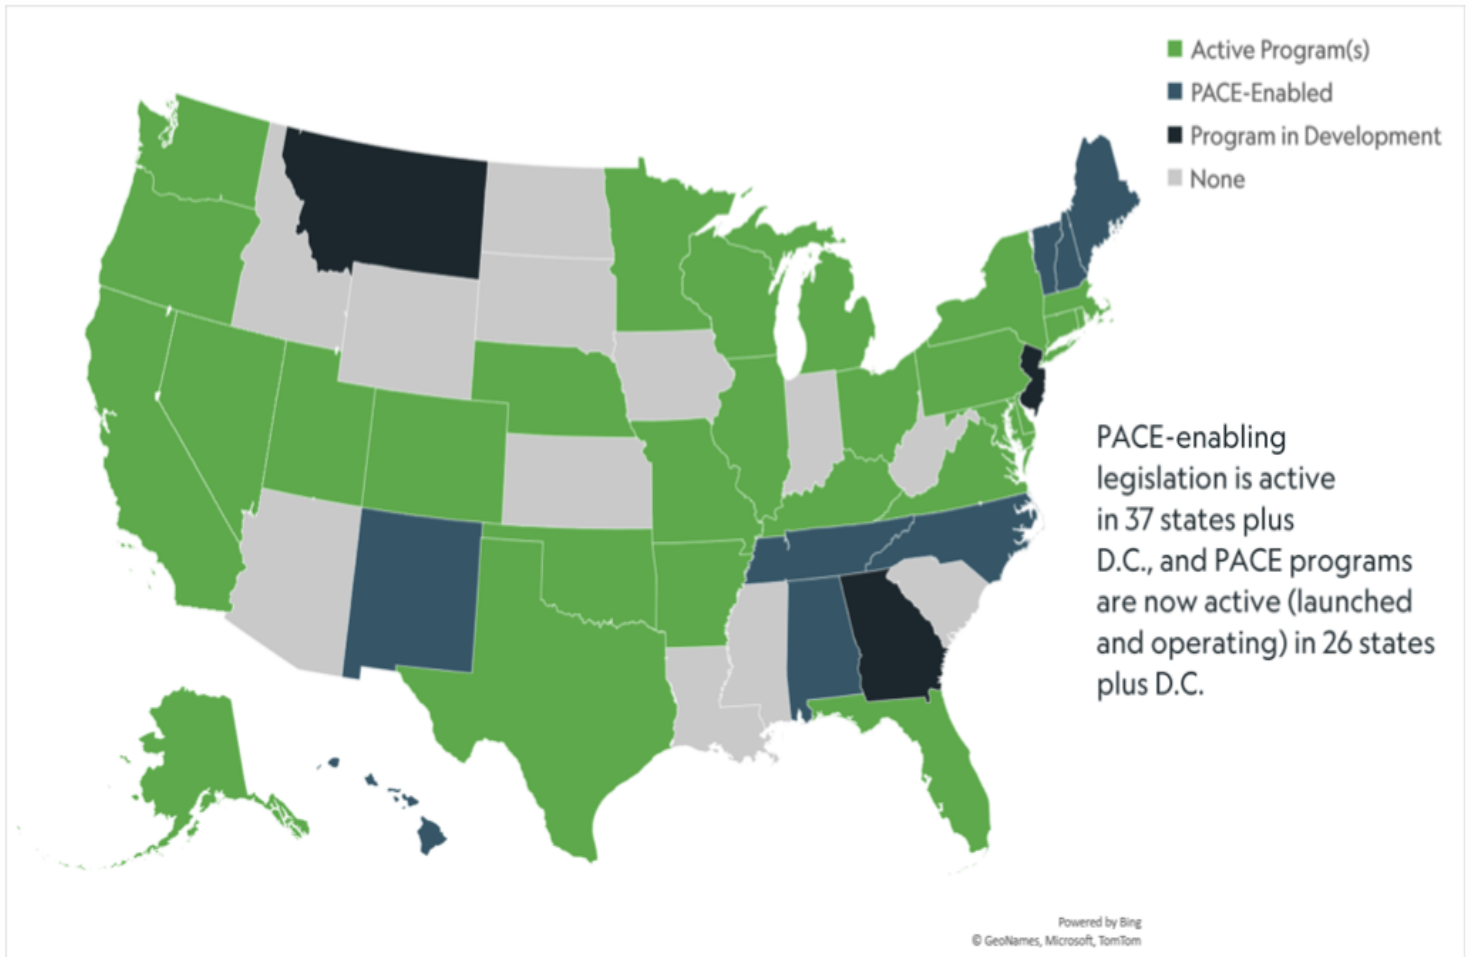 Active Program(s)
PACE-Enabled
Program in Development
None
PACE-enabling
legislation is active
in 37 states plus
D.C., and PACE programs
are now active (launched
and operating) in 26 states
plus D.C.
Powered by Bing
© GeoNames, Microsoft, TomTom